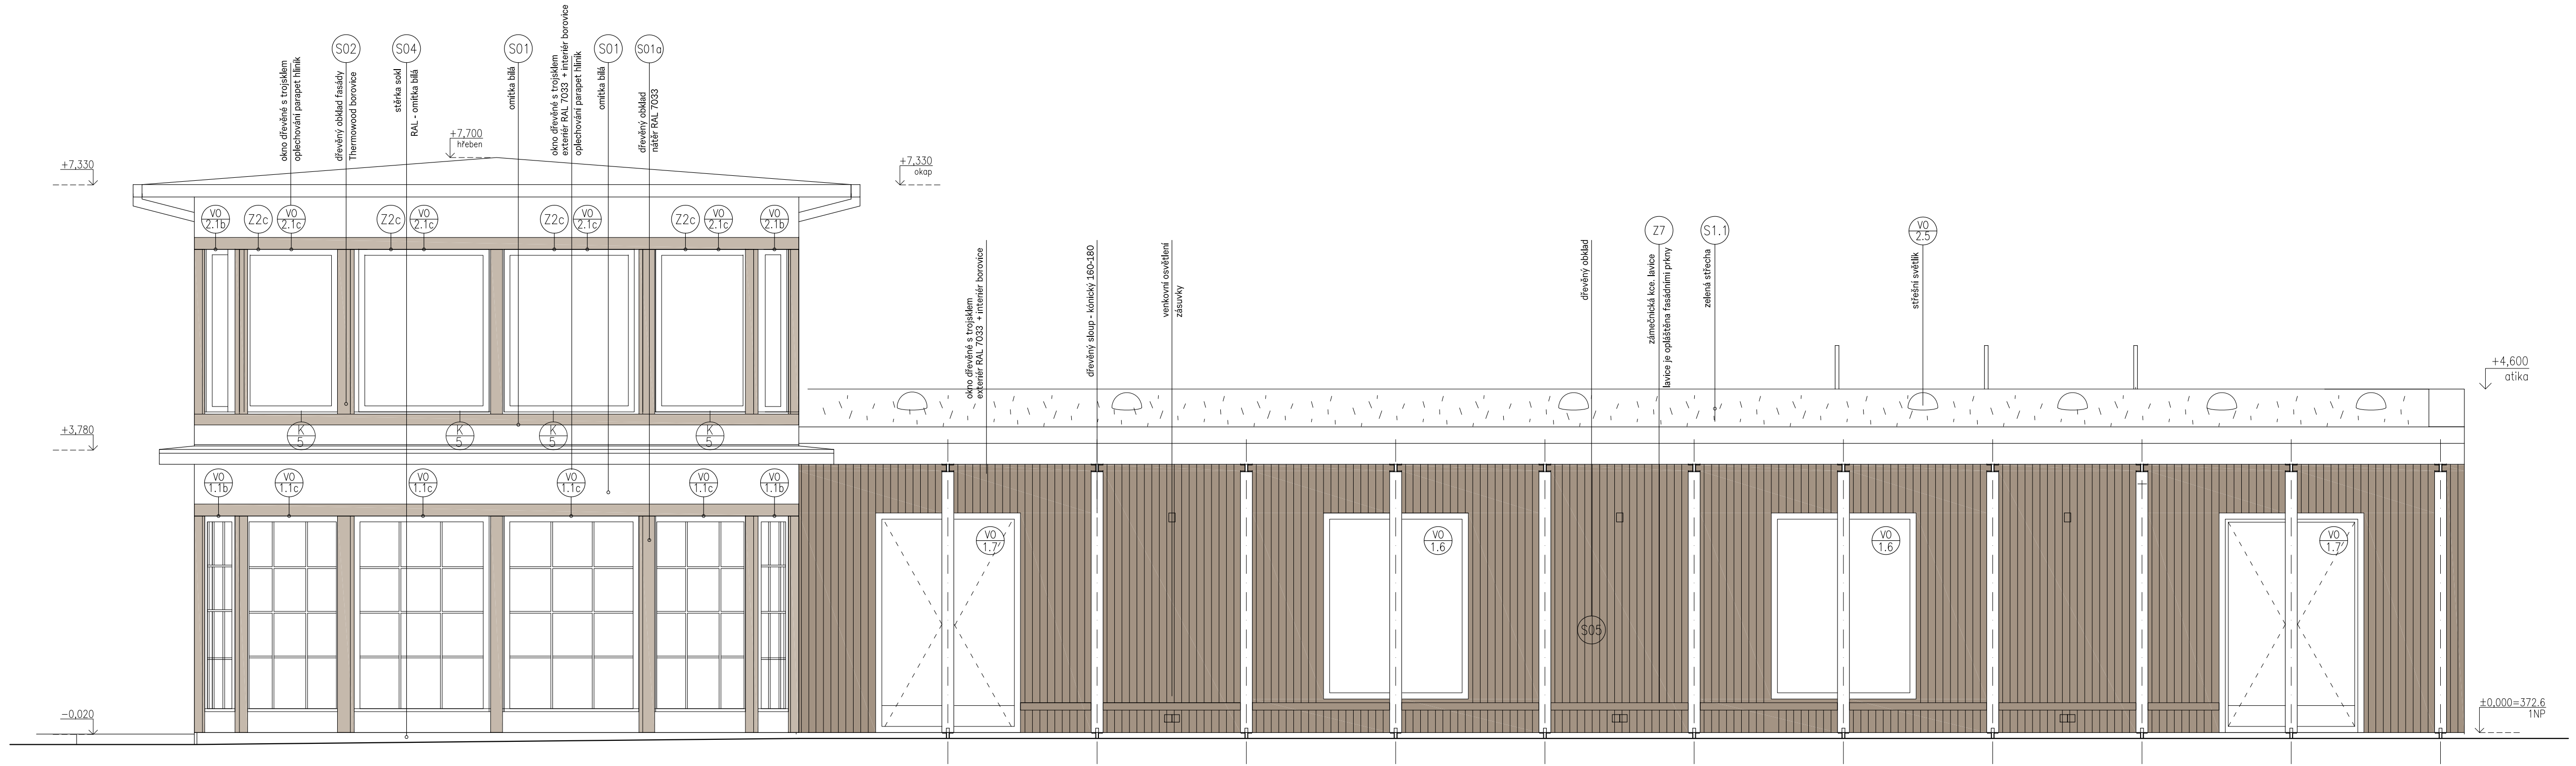 okno dřevěné s trojsklem
oplechování parapet hliník
S02
dřevěný obklad fasády
Thermowood borovice
S04
stěrka sokl
RAL - omítka bílá
S01
omítka bílá
okno dřevěné s trojsklem
exteriér RAL 7033 + interiér borovice
oplechování parapet hliník
S01
omítka bílá
S01a
dřevěný obklad
nátěr RAL 7033
+7,700
hřeben
+7,330
+7,330
okap
VO
2.1b
Z2c
VO
2.1c
Z2c
VO
2.1c
Z2c
VO
2.1c
Z2c
VO
2.1c
VO
2.1b
okno dřevěné s trojsklem
exteriér RAL 7033 + interiér borovice
dřevěný sloup - kónický 160-180
venkovní osvětlení
zásuvky
dřevěný obklad
Z7
zámečnická kce. lavice
lavice je opláštěna fasádními prkny
S1.1
zelená střecha
VO
2.5
střešní světlík
+4,600
atika
+3,780
K
5
K
5
K
5
K
5
VO
1.1b
VO
1.1c
VO
1.1c
VO
1.1c
VO
1.1c
VO
1.1b
VO
1.7'
VO
1.6
VO
1.6
VO
1.7'
S05
-0,020
±0,000=372.6
1NP